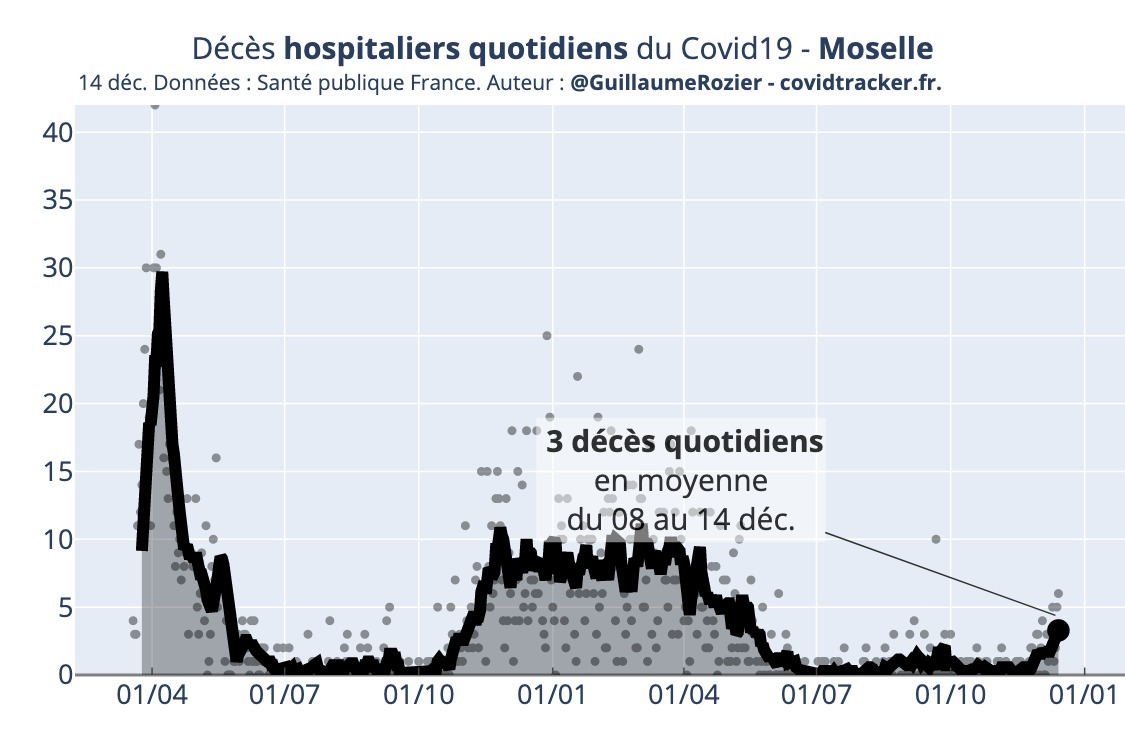 Décès hospitaliers quotidiens du Covid19 - Moselle
14 déc. Données : Santé publique France. Auteur : @GuillaumeRozier - covidtracker.fr.
40
35
30
25
20
15
10
5
0
3 décès quotidiens
en moyenne
du 08 au 14 déc.
01/04 01/07 01/10 01/01 01/04 01/07 01/10 01/01